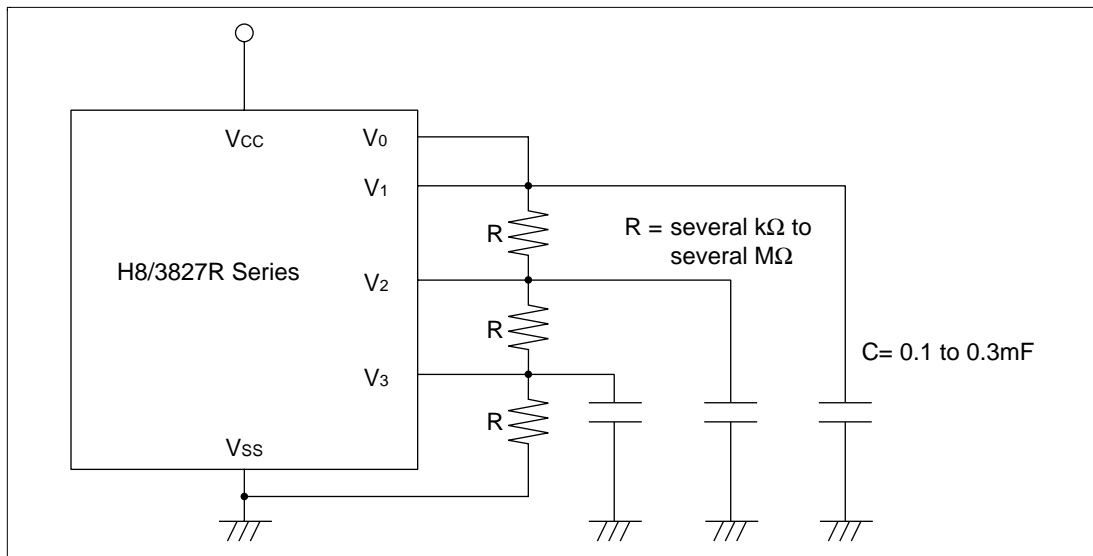 VCC
V0
V1
R
R = several kΩ to
several MΩ
H8/3827R Series
V2
R
C= 0.1 to 0.3mF
V3
R
VSS